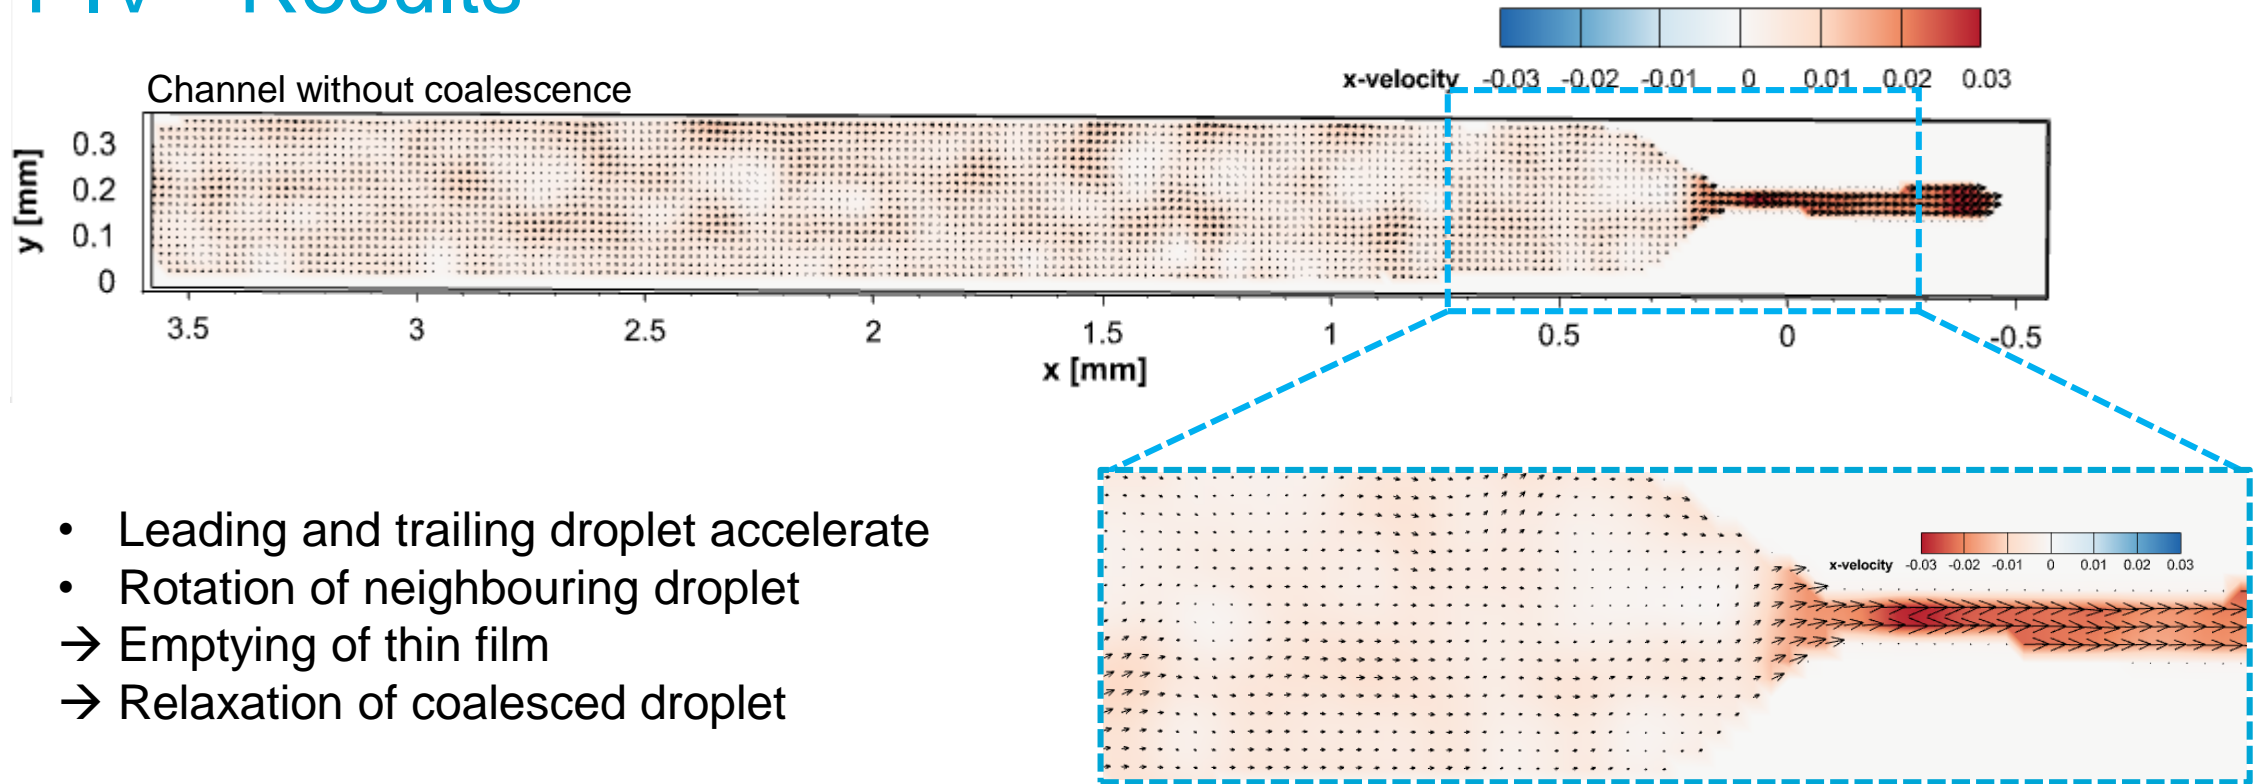 Results
Channel without coalescence
x-velocity -0.03 -0.02 -0.01 0 0.01 0.02 0.03
y [mm]
0.3
0.2
0.1
0
3.5 3 2.5 2 1.5 1 0.5 0 -0.5
x [mm]
x-velocity -0.03 -0.02 -0.01 0 0.01 0.02 0.03
• Leading and trailing droplet accelerate
• Rotation of neighbouring droplet
→ Emptying of thin film
→ Relaxation of coalesced droplet